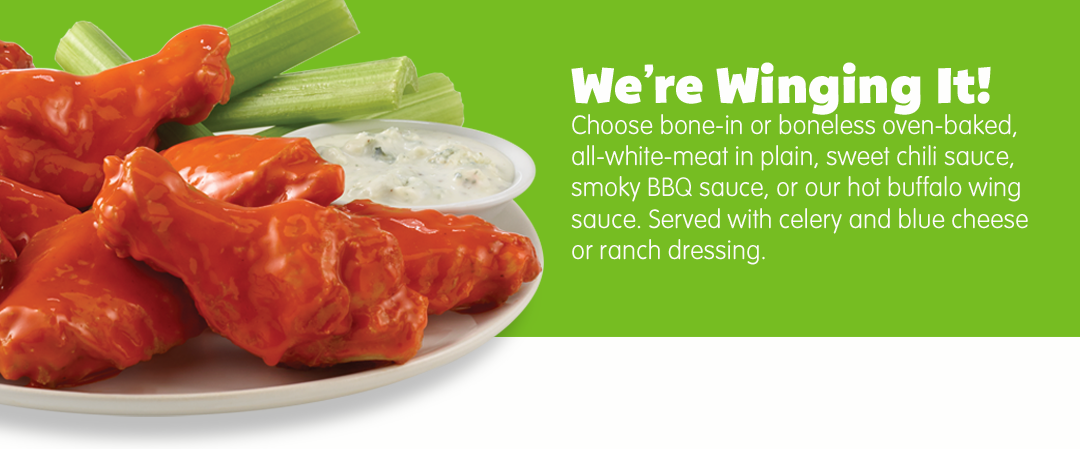 We're Winging It!
Choose bone-in or boneless oven-baked,
all-white-meat in plain, sweet chili sauce,
smoky BBQ sauce, or our hot buffalo wing
sauce. Served with celery and blue cheese
or ranch dressing.